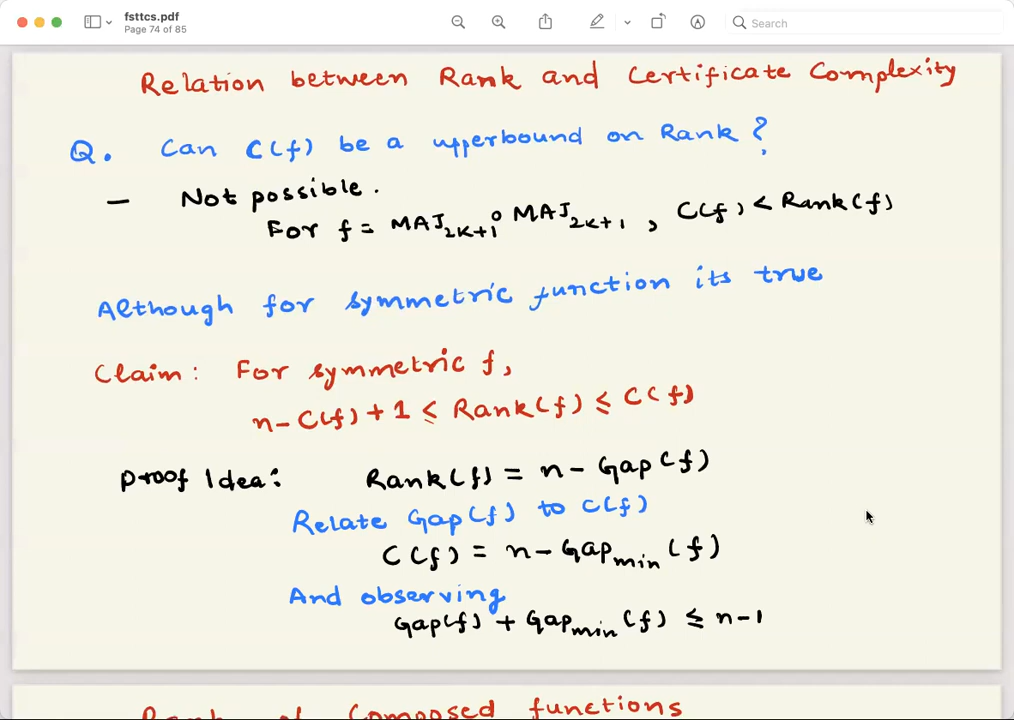 fsttcs.pdf
Page 74 of 85
Search
Relation between Rank and Certificate Complexity
Q. Can C(f) be a upperbound on Rank?
— Not possible.
For f = MAJ₂ₖ₊₁ ∘ MAJ₂ₖ₊₁, C(f) < Rank(f)
Although for symmetric function its true
Claim: For symmetric f,
n - C(f) + 1 ≤ Rank(f) ≤ C(f)
Proof Idea: Rank(f) = n - Gap(f)
Relate Gap(f) to C(f)
C(f) = n - Gap_min(f)
And observing
Gap(f) + Gap_min(f) ≤ n-1
Rank of Composed functions